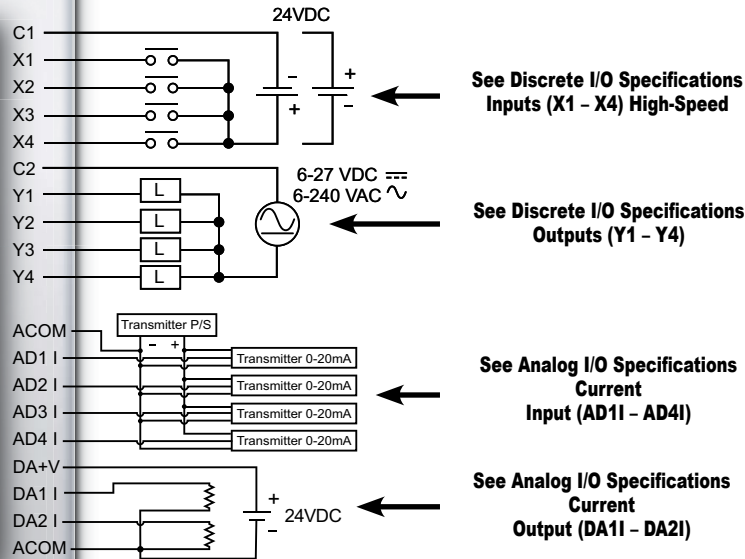 24VDC
C1
X1
X2
X3
X4
– +
+ –
See Discrete I/O Specifications
Inputs (X1 – X4) High-Speed
C2
Y1
Y2
Y3
Y4
L
L
L
L
6-27 VDC
6-240 VAC
See Discrete I/O Specifications
Outputs (Y1 – Y4)
ACOM
AD1 I
AD2 I
AD3 I
AD4 I
Transmitter P/S
– +
Transmitter 0-20mA
Transmitter 0-20mA
Transmitter 0-20mA
Transmitter 0-20mA
See Analog I/O Specifications
Current
Input (AD1I – AD4I)
DA+V
DA1 I
DA2 I
ACOM
+
24VDC
–
See Analog I/O Specifications
Current
Output (DA1I – DA2I)